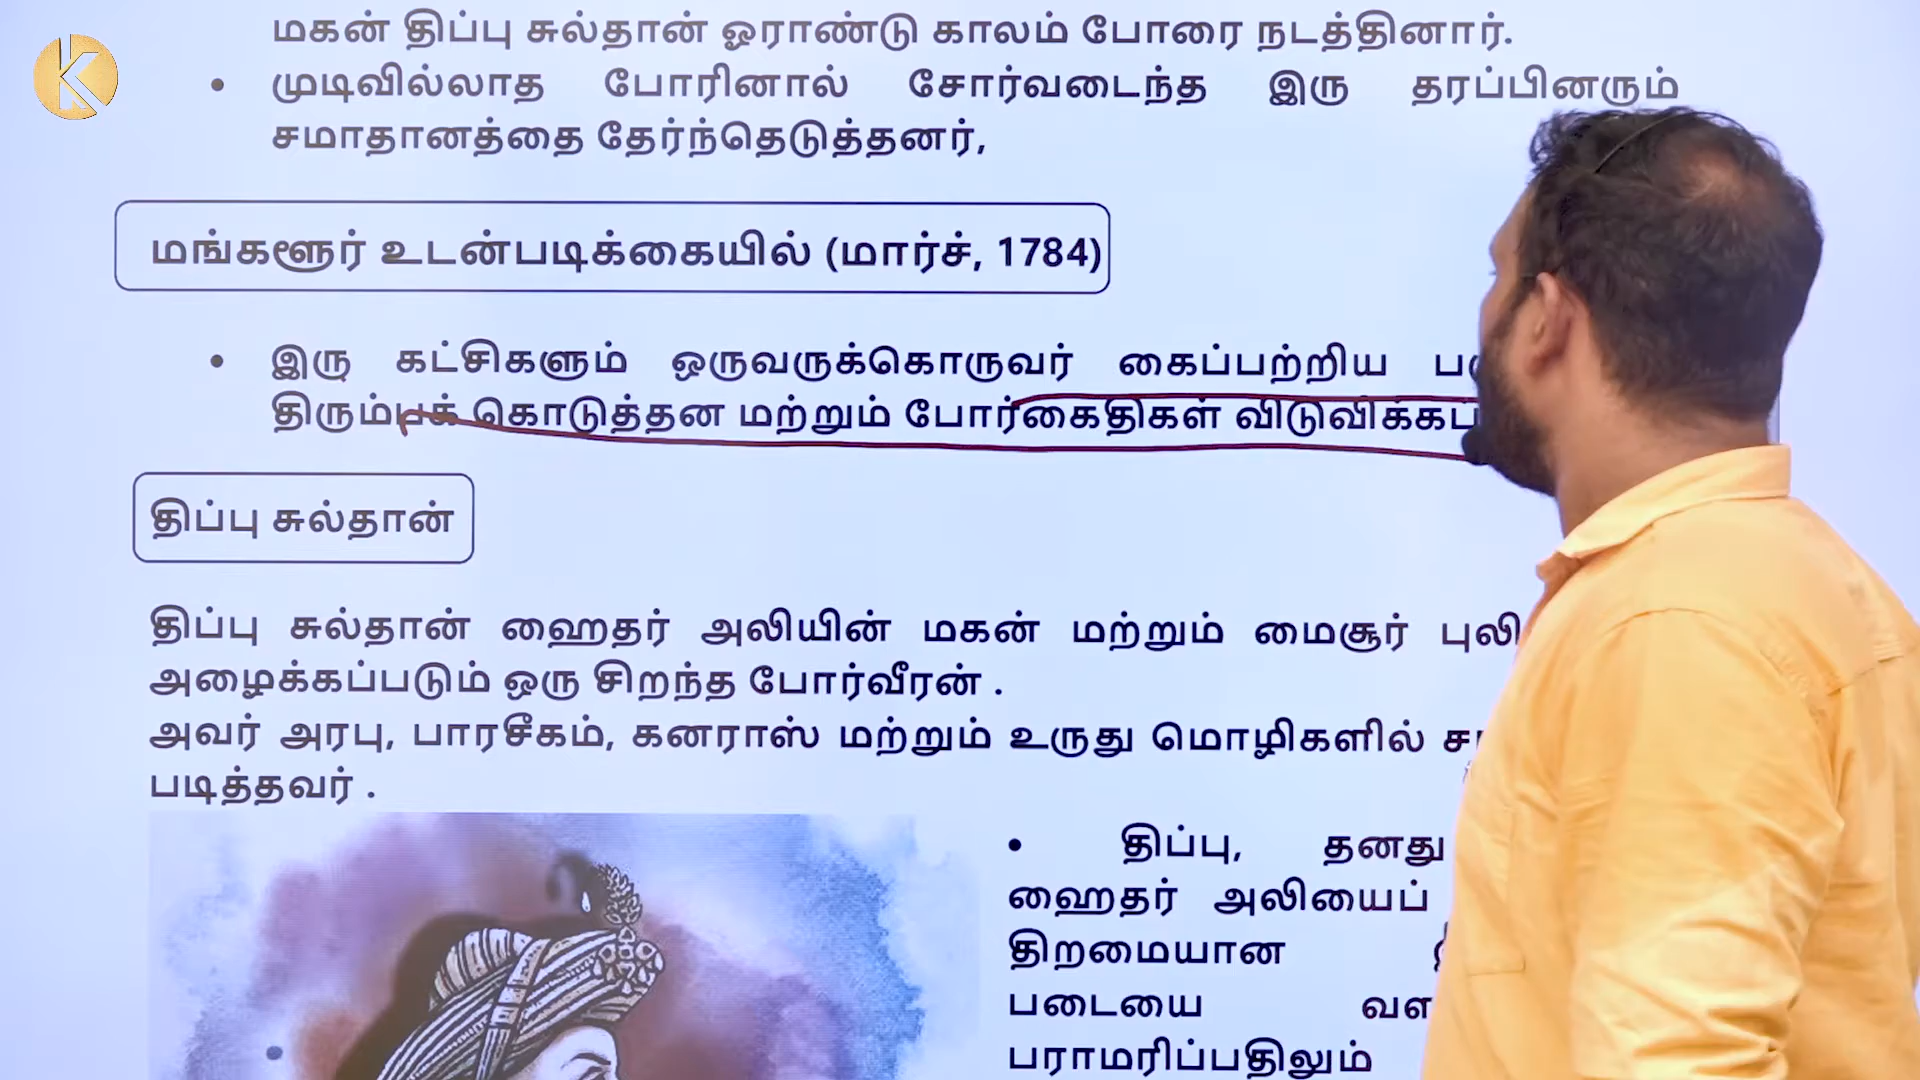 மகன் திப்பு சுல்தான் ஓராண்டு காலம் போரை நடத்தினார்.
• முடிவில்லாத போரினால் சோர்வடைந்த இரு தரப்பினரும்
சமாதானத்தை தேர்ந்தெடுத்தனர்,
மங்களூர் உடன்படிக்கையில் (மார்ச், 1784)
• இரு கட்சிகளும் ஒருவருக்கொருவர் கைப்பற்றிய
திரும்பக் கொடுத்தன மற்றும் போர்கைதிகள்
திப்பு சுல்தான்
திப்பு சுல்தான் ஹைதர் அலியின் மகன் மற்றும் மைசூர்
அழைக்கப்படும் ஒரு சிறந்த போர்வீரன் .
அவர் அரபு, பாரசீகம், கனராஸ் மற்றும் உருது மொழிகளில்
படித்தவர் .
• திப்பு, தனது
ஹைதர் அலியைப்
திறமையான
படையை
பராமரிப்பதிலும்